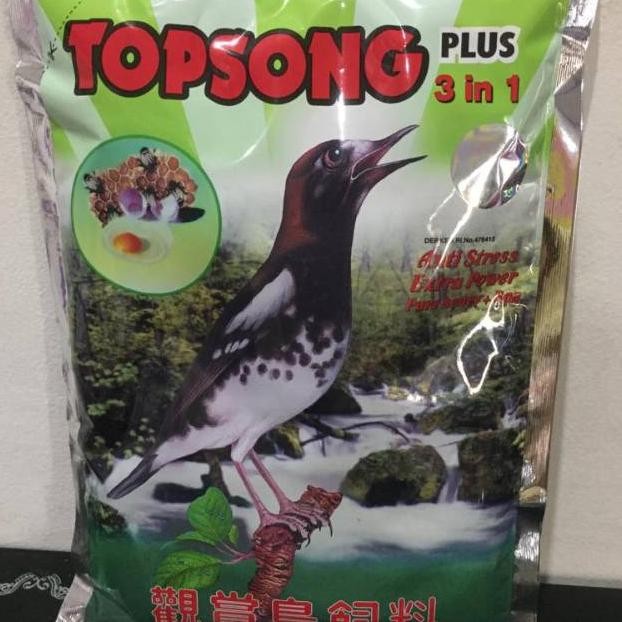 TOPSONG PLUS
3 in 1
Anti Stress
Extra Power
觀賞鳥飼料